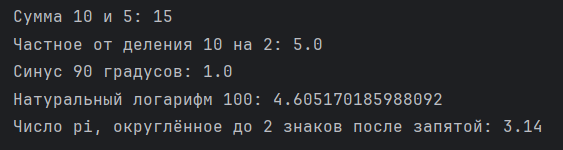 Сумма 10 и 5: 15
Частное от деления 10 на 2: 5.0
Синус 90 градусов: 1.0
Натуральный логарифм 100: 4.605170185988092
Число pi, округлённое до 2 знаков после запятой: 3.14